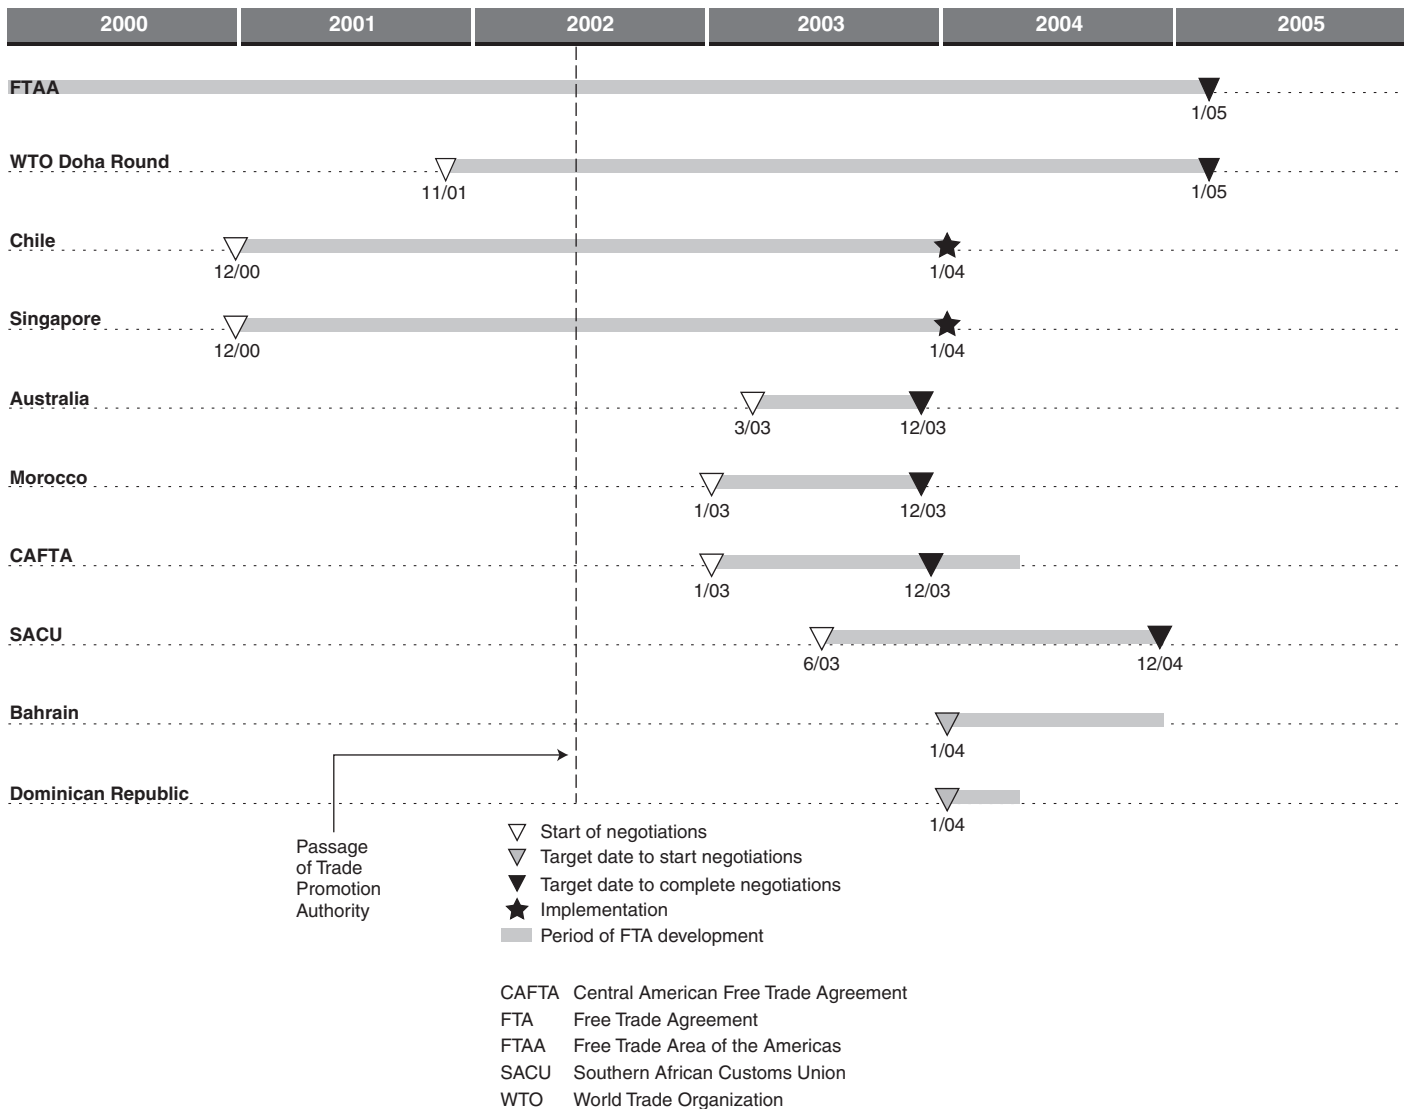 2000 2001 2002 2003 2004 2005
FTAA
1/05
WTO Doha Round
11/01 1/05
Chile
12/00 1/04
Singapore
12/00 1/04
Australia
3/03 12/03
Morocco
1/03 12/03
CAFTA
1/03 12/03
SACU
6/03 12/04
Bahrain
1/04
Dominican Republic
1/04
Passage
of Trade
Promotion
Authority
Start of negotiations
Target date to start negotiations
Target date to complete negotiations
Implementation
Period of FTA development
CAFTA Central American Free Trade Agreement
FTA Free Trade Agreement
FTAA Free Trade Area of the Americas
SACU Southern African Customs Union
WTO World Trade Organization